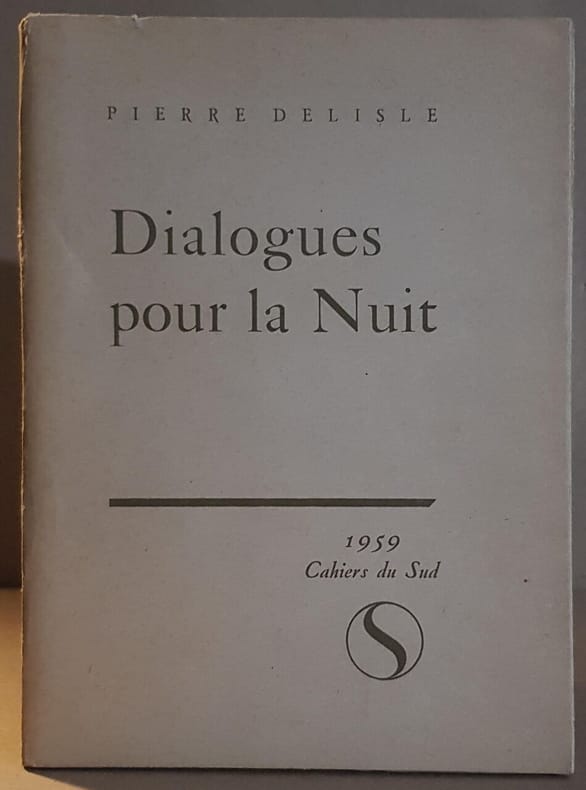 PIERRE DELISLE
Dialogues
pour la Nuit
1959
Cahiers du Sud
S